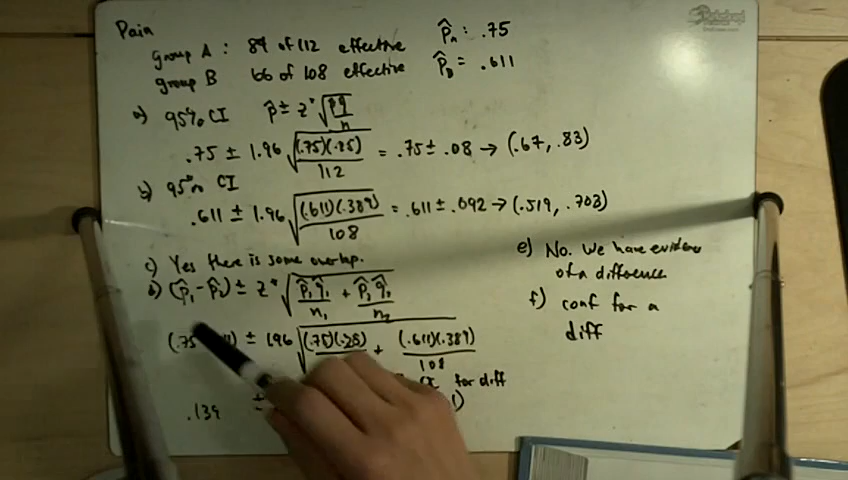 Pain
group A : 84 of 112 effective p̂A : .75
group B 66 of 108 effective p̂B = .611
a) 95% CI p̂ ± z* √(p̂q̂/n)
.75 ± 1.96 √((.75)(.25)/112) = .75 ± .08 → (.67, .83)
b) 95% CI
.611 ± 1.96 √((.611)(.389)/108) = .611 ± .092 → (.519, .703)
c) Yes there is some overlap.
d) (p̂1 - p̂2) ± z* √(p̂1q̂1/n1 + p̂2q̂2/n2)
(.75 ± 1.96 √((.75)(.25) + (.611)(.389)/108
for diff
.139 ±
e) No. We have evidence
of a difference
f) conf for a
diff